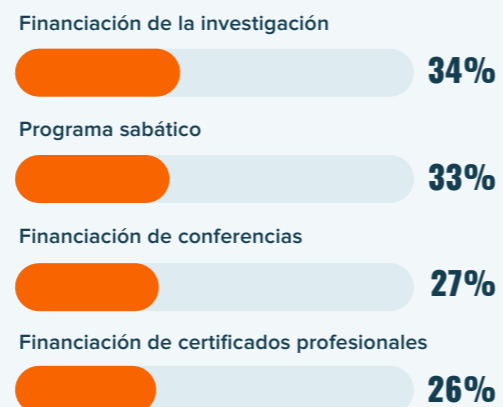 Financiación de la investigación
34%
Programa sabático
33%
Financiación de conferencias
27%
Financiación de certificados profesionales
26%